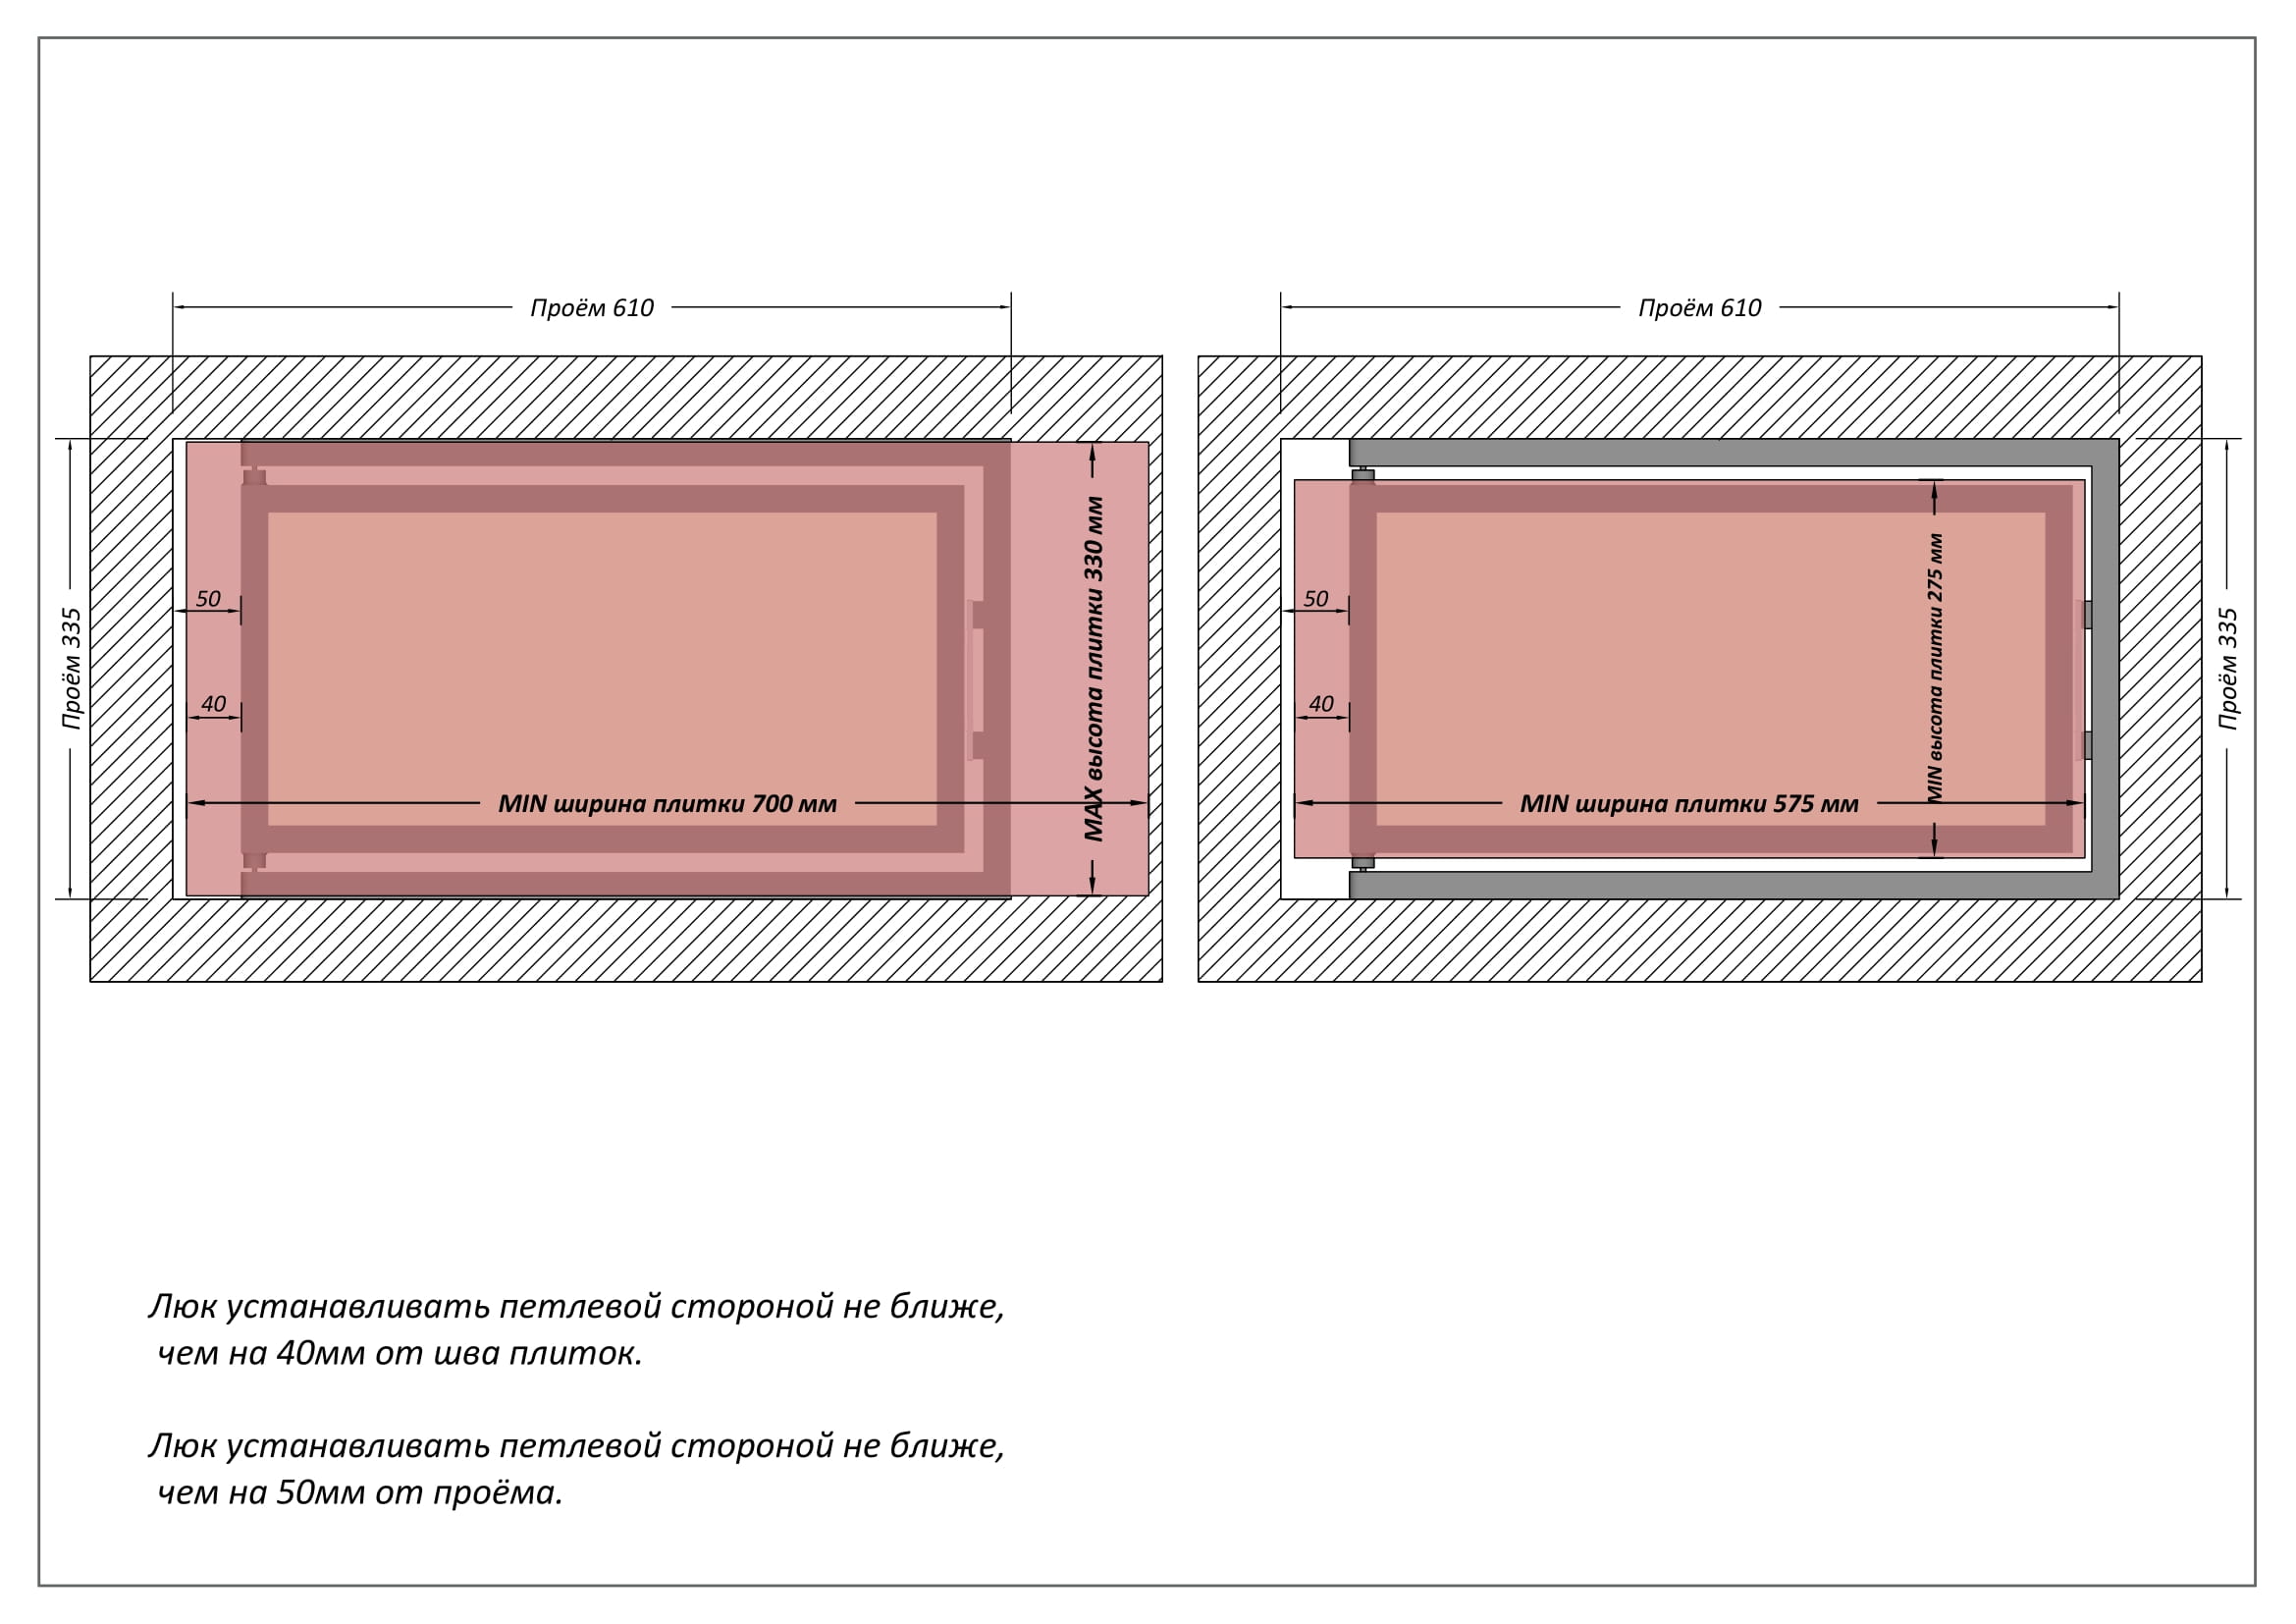 Проём 610
Проём 335
50
40
MIN ширина плитки 700 мм
MAX высота плитки 330 мм
Проём 610
50
40
MIN ширина плитки 575 мм
MIN высота плитки 275 мм
Проём 335
Люк устанавливать петлевой стороной не ближе,
чем на 40мм от шва плиток.
Люк устанавливать петлевой стороной не ближе,
чем на 50мм от проёма.